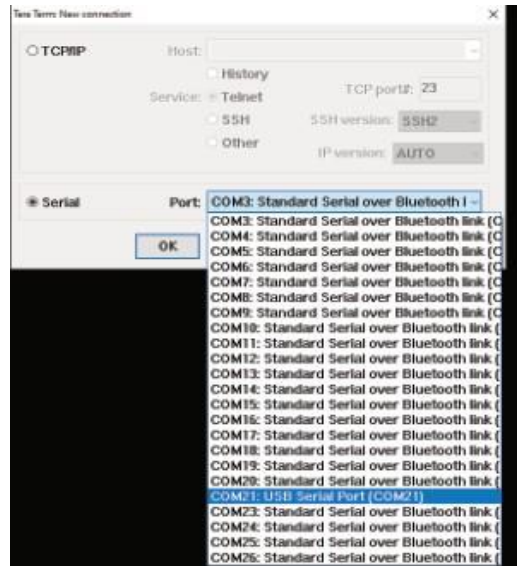 Tera Term: New connection
TCP/IP
Host:
History
Service:
Telnet
TCP port#: 23
SSH
SSH version: SSH2
Other
IP version: AUTO
Serial
Port: COM3: Standard Serial over Bluetooth l
OK
COM3: Standard Serial over Bluetooth link (C
COM4: Standard Serial over Bluetooth link (C
COM5: Standard Serial over Bluetooth link (C
COM6: Standard Serial over Bluetooth link (C
COM7: Standard Serial over Bluetooth link (C
COM8: Standard Serial over Bluetooth link (C
COM9: Standard Serial over Bluetooth link (C
COM10: Standard Serial over Bluetooth link (
COM11: Standard Serial over Bluetooth link (
COM12: Standard Serial over Bluetooth link (
COM13: Standard Serial over Bluetooth link (
COM14: Standard Serial over Bluetooth link (
COM15: Standard Serial over Bluetooth link (
COM16: Standard Serial over Bluetooth link (
COM17: Standard Serial over Bluetooth link (
COM18: Standard Serial over Bluetooth link (
COM19: Standard Serial over Bluetooth link (
COM20: Standard Serial over Bluetooth link (
COM21: USB Serial Port (COM21)
COM23: Standard Serial over Bluetooth link (
COM24: Standard Serial over Bluetooth link (
COM25: Standard Serial over Bluetooth link (
COM26: Standard Serial over Bluetooth link (